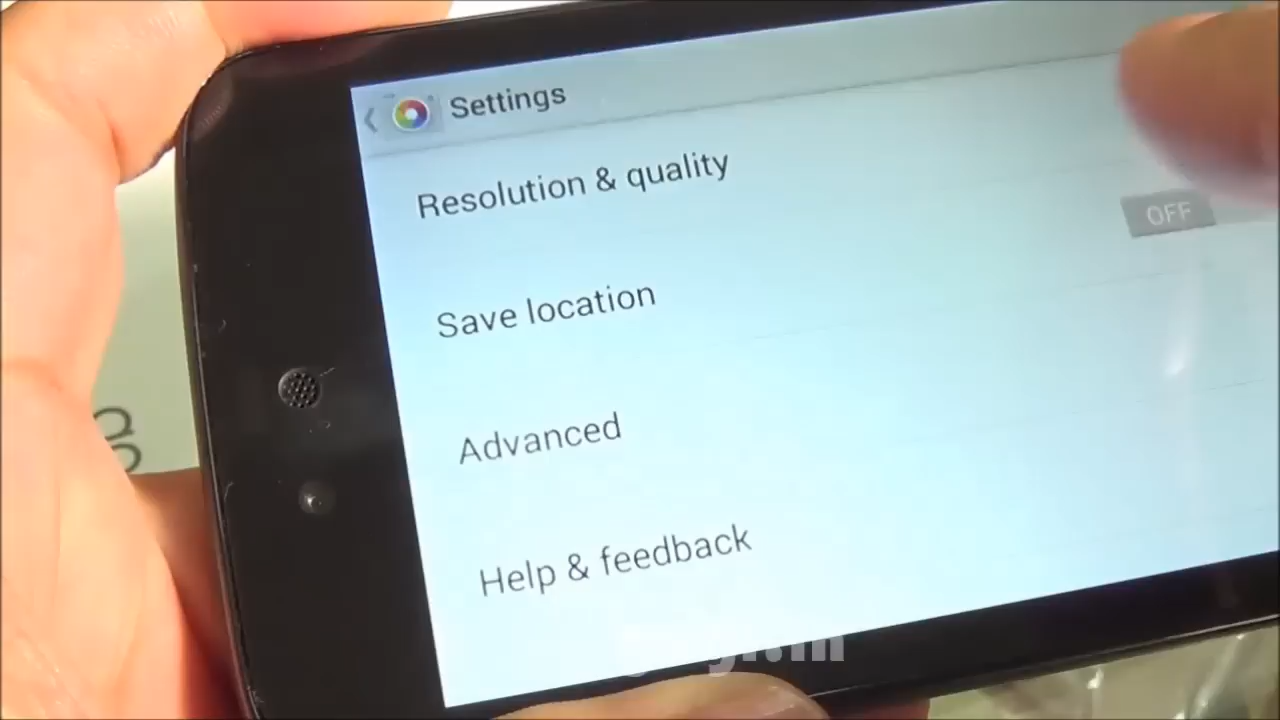 Settings
Resolution & quality
OFF
Save location
Advanced
Help & feedback